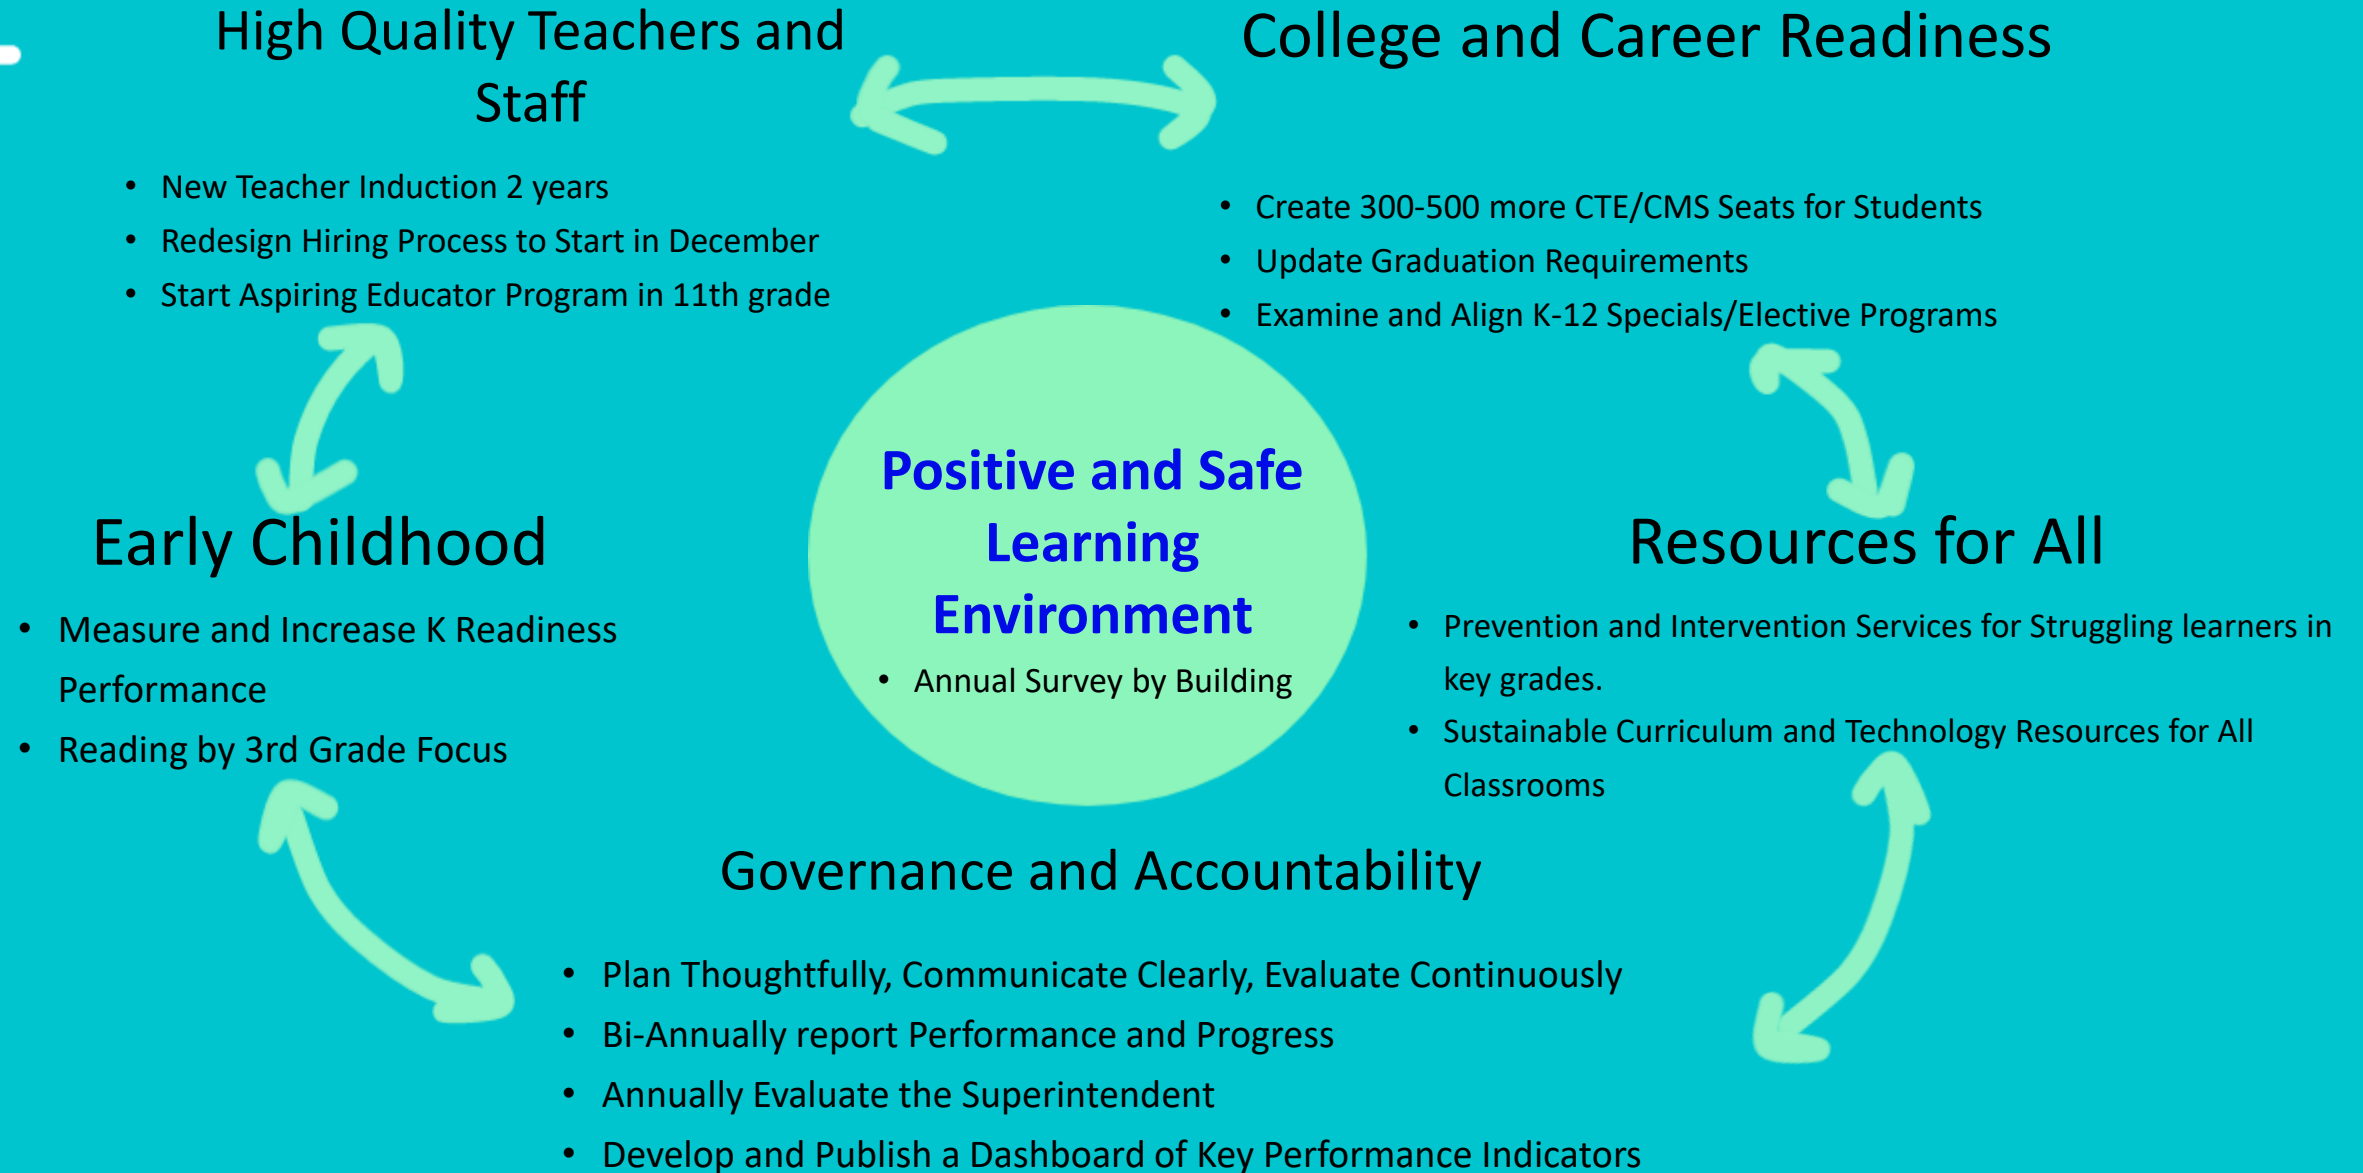 High Quality Teachers and
Staff
• New Teacher Induction 2 years
• Redesign Hiring Process to Start in December
• Start Aspiring Educator Program in 11th grade
College and Career Readiness
• Create 300-500 more CTE/CMS Seats for Students
• Update Graduation Requirements
• Examine and Align K-12 Specials/Elective Programs
Early Childhood
• Measure and Increase K Readiness
Performance
• Reading by 3rd Grade Focus
Positive and Safe
Learning
Environment
• Annual Survey by Building
Resources for All
• Prevention and Intervention Services for Struggling learners in
key grades.
• Sustainable Curriculum and Technology Resources for All
Classrooms
Governance and Accountability
• Plan Thoughtfully, Communicate Clearly, Evaluate Continuously
• Bi-Annually report Performance and Progress
• Annually Evaluate the Superintendent
• Develop and Publish a Dashboard of Key Performance Indicators